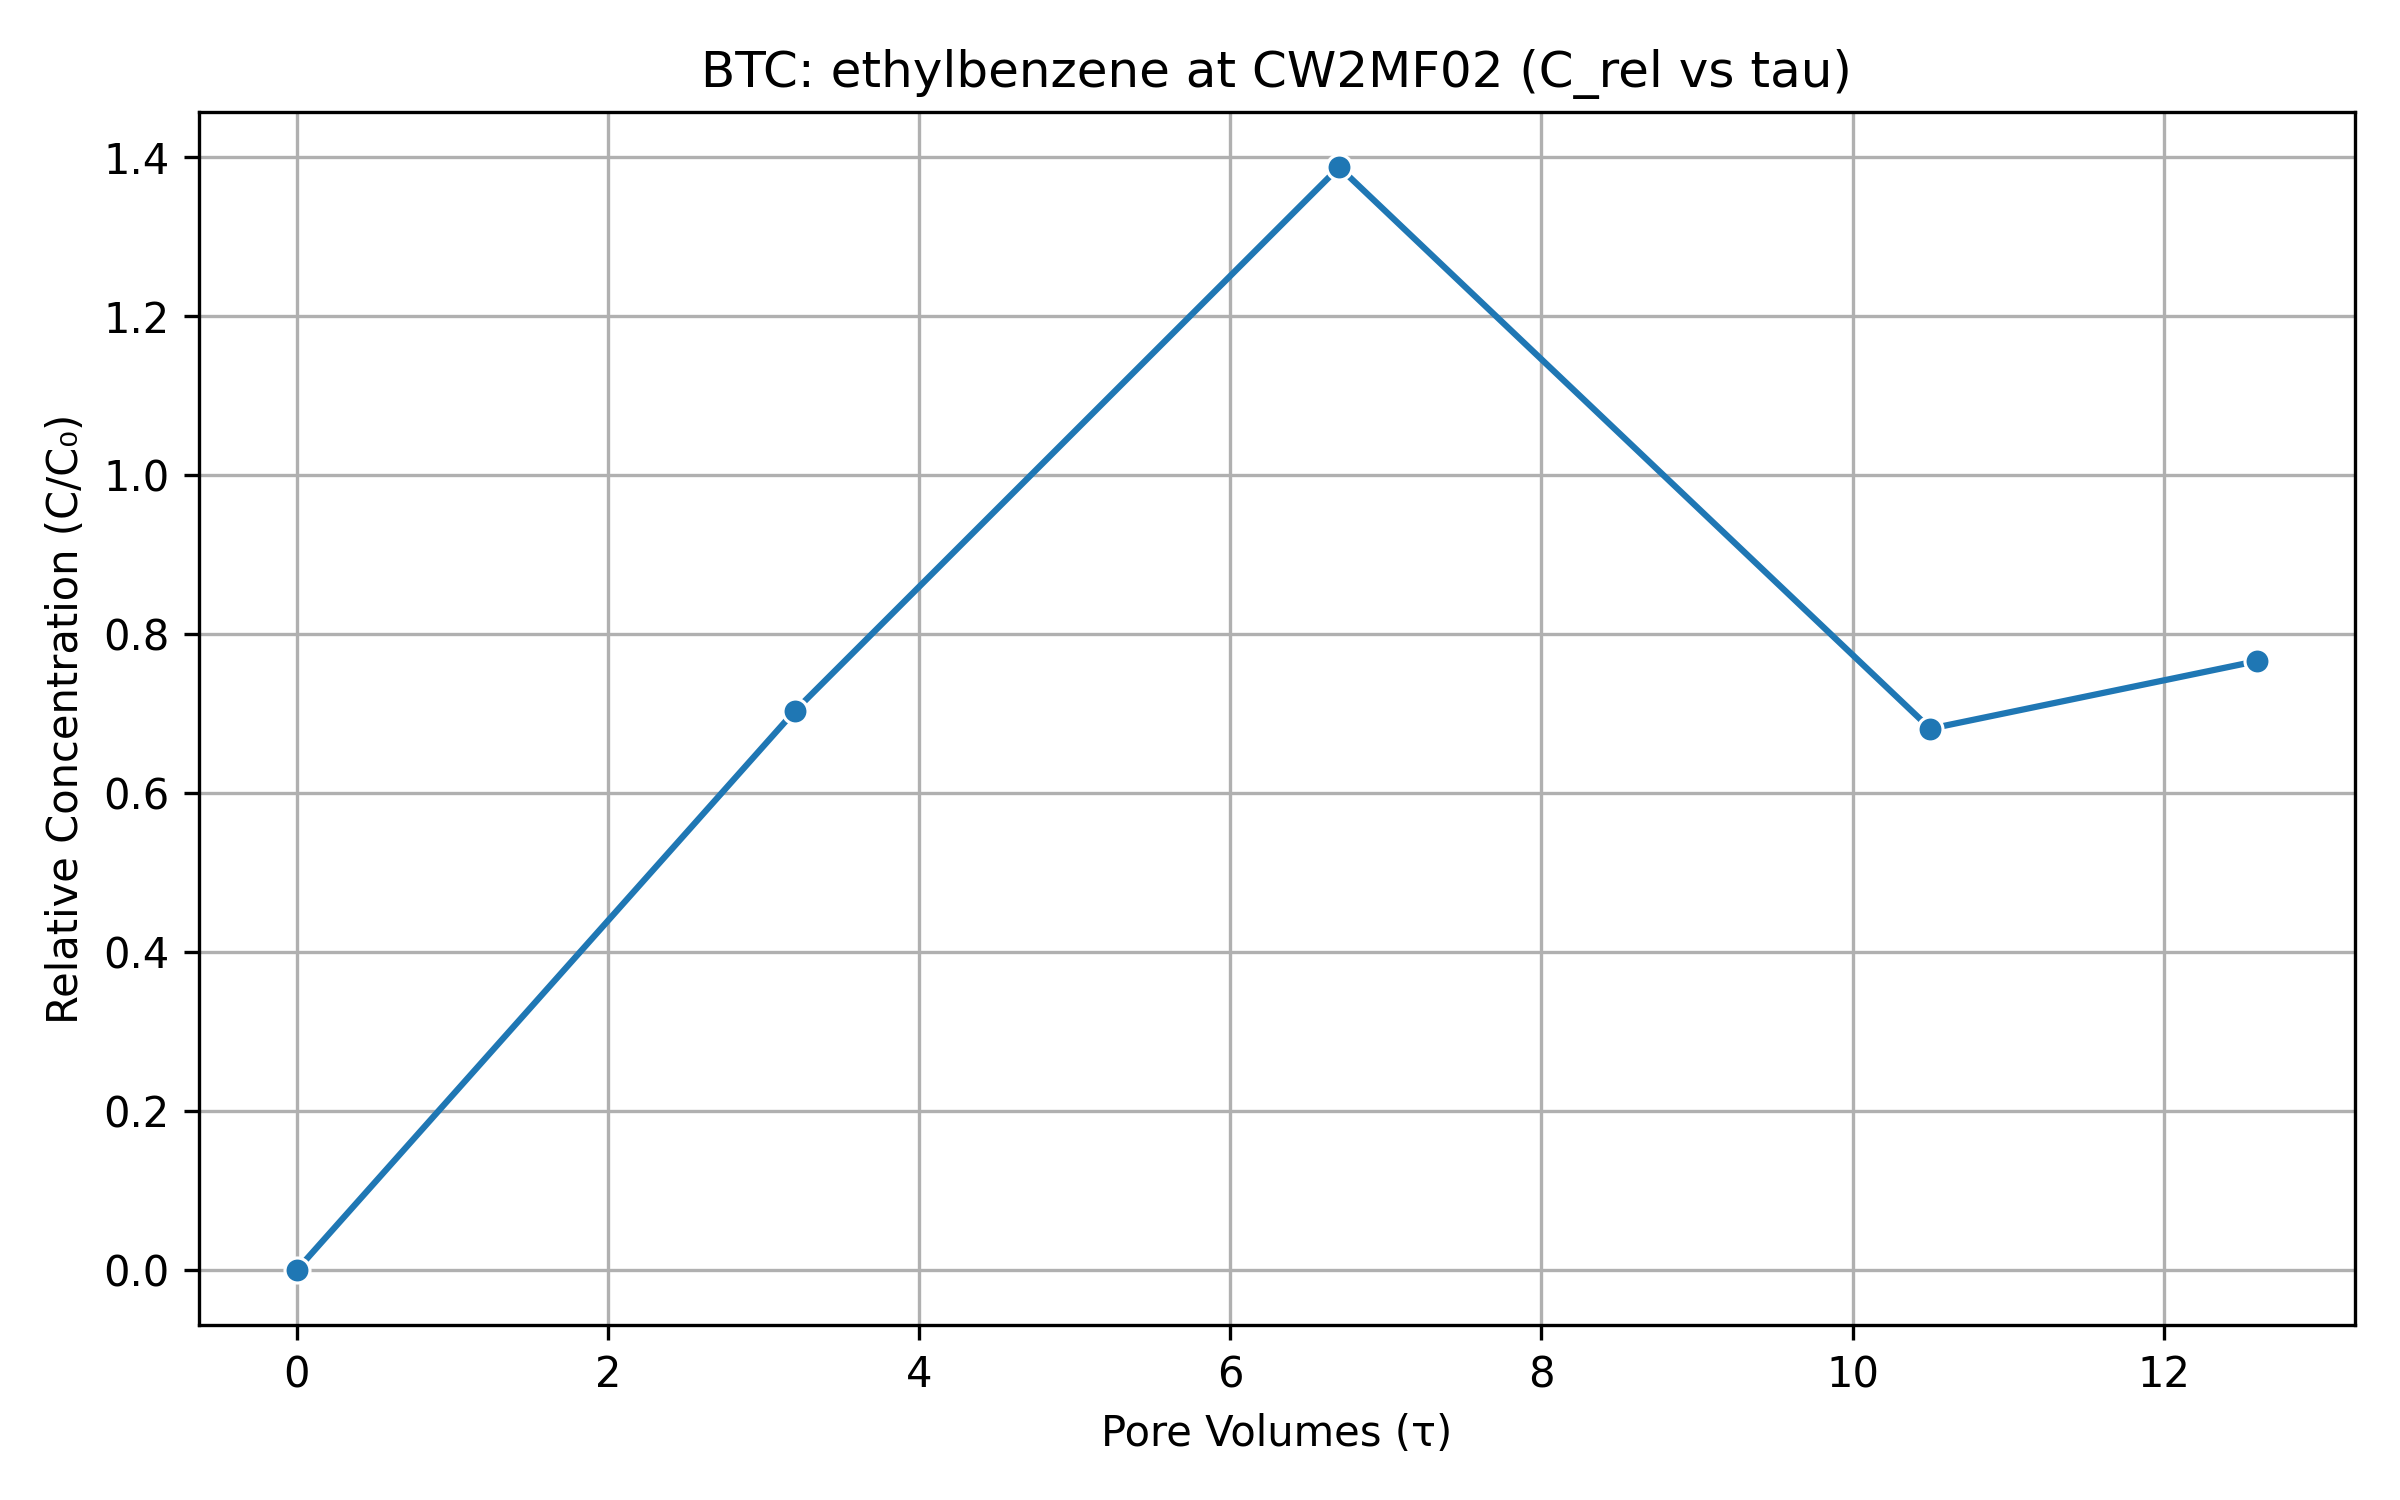 BTC: ethylbenzene at CW2MF02 (C_rel vs tau)
Relative Concentration (C/C₀)
1.4
1.2
1.0
0.8
0.6
0.4
0.2
0.0
0 2 4 6 8 10 12
Pore Volumes (τ)